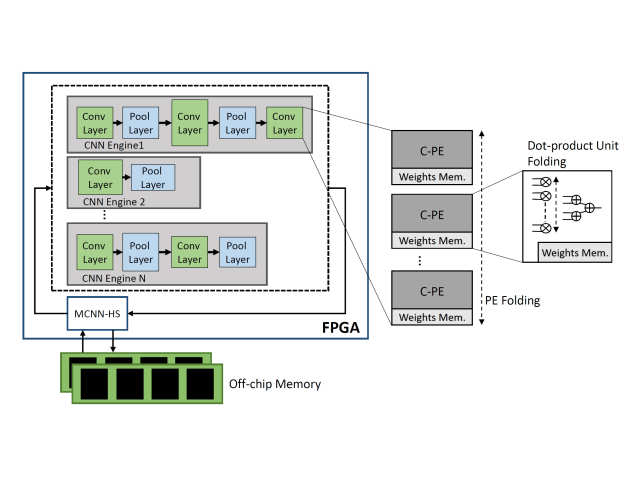 Conv
Layer
Pool
Layer
Conv
Layer
Pool
Layer
Conv
Layer
CNN Engine1
Conv
Layer
Pool
Layer
CNN Engine 2
Conv
Layer
Pool
Layer
Conv
Layer
Pool
Layer
CNN Engine N
MCNN-HS
FPGA
Off-chip Memory
C-PE
Weights Mem.
C-PE
Weights Mem.
C-PE
Weights Mem.
PE Folding
Dot-product Unit
Folding
Weights Mem.